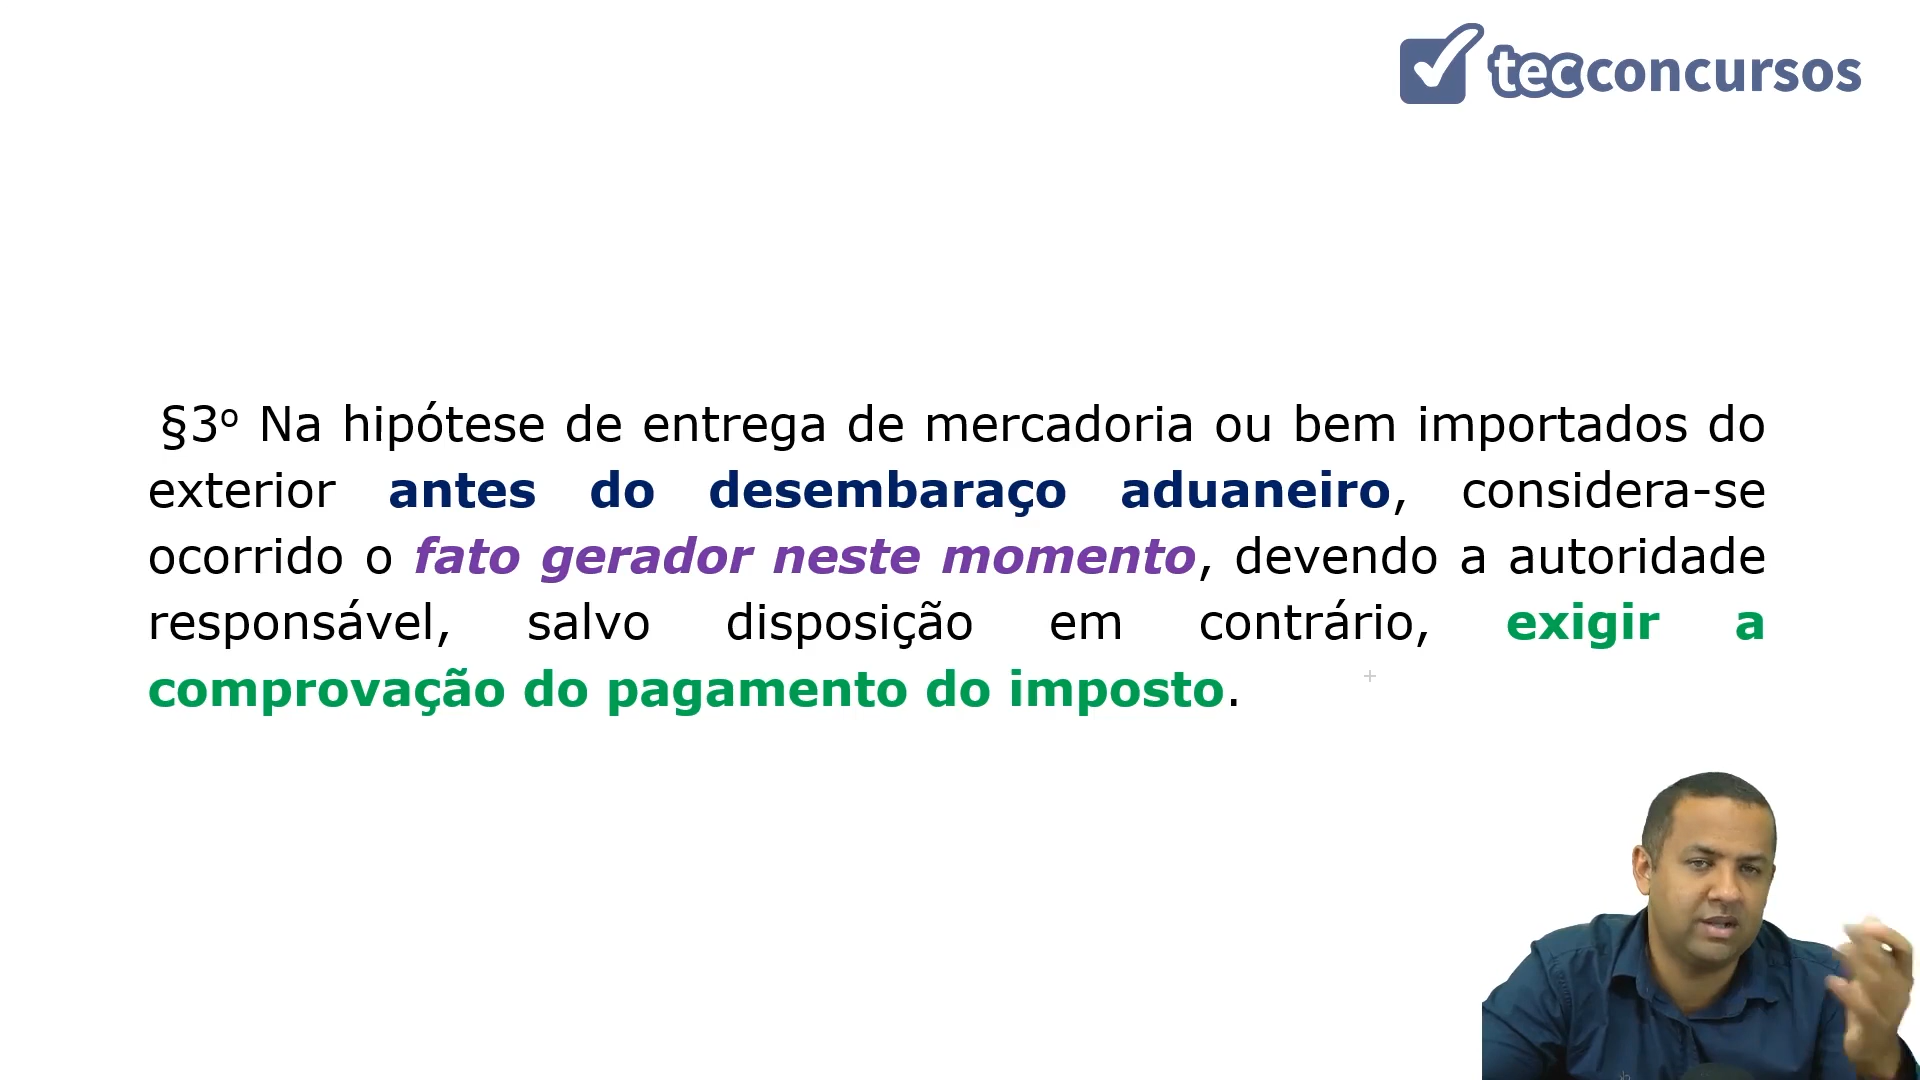 tecconcursos
§3º Na hipótese de entrega de mercadoria ou bem importados do
exterior antes do desembaraço aduaneiro, considera-se
ocorrido o fato gerador neste momento, devendo a autoridade
responsável, salvo disposição em contrário, exigir a
comprovação do pagamento do imposto.